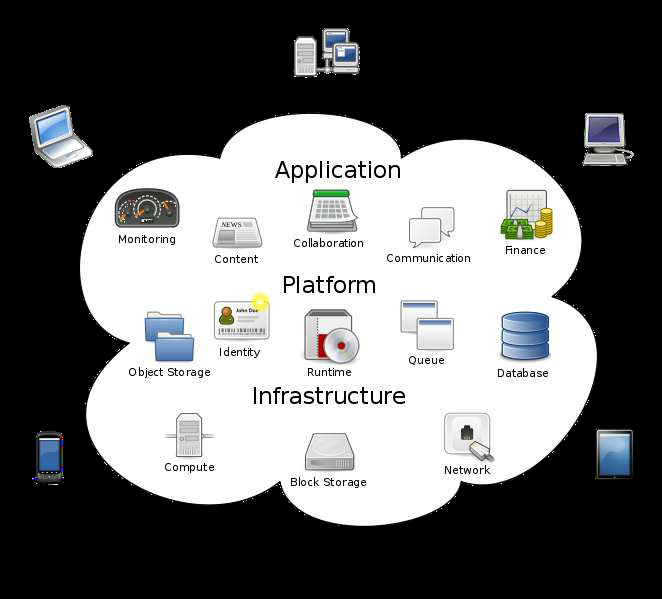 Application
Monitoring
NEWS
Content
Collaboration
Communication
Finance
Platform
Object Storage
John Doe
Identity
Runtime
Queue
Database
Infrastructure
Compute
Block Storage
Network